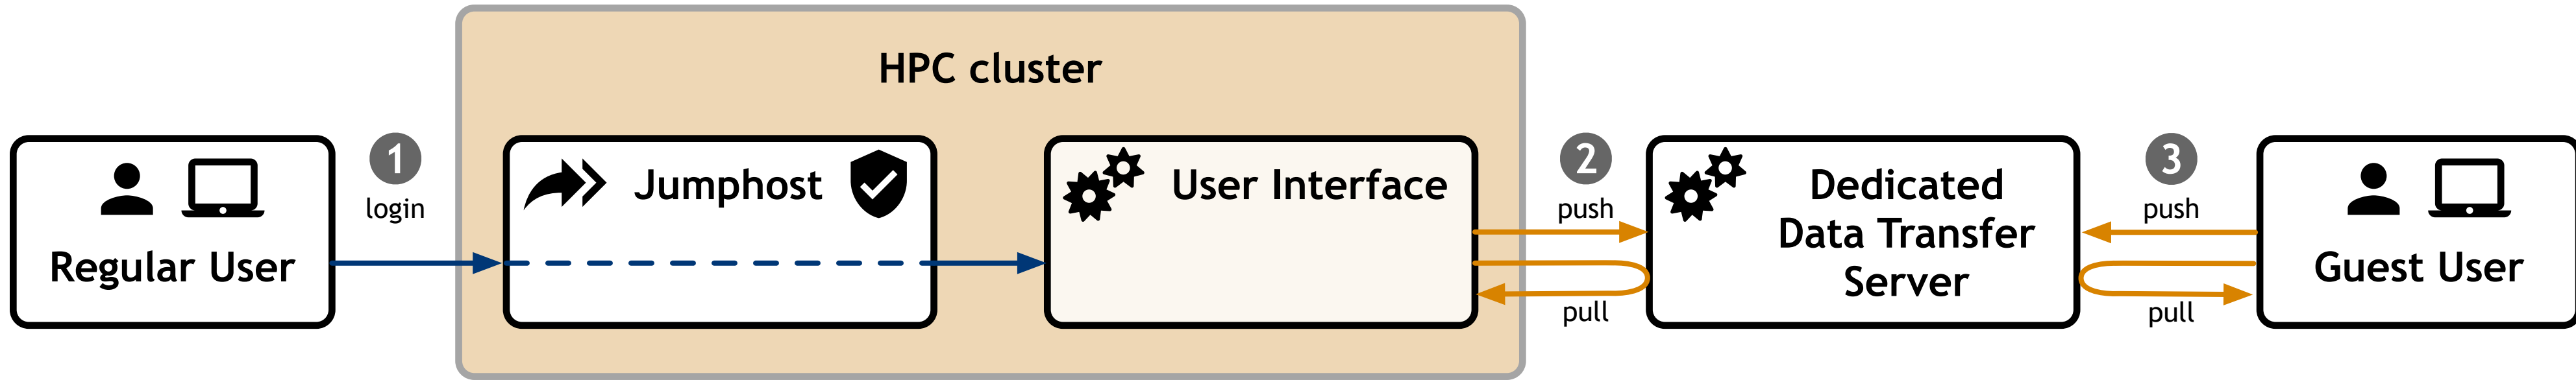 HPC cluster
Regular User
1
login
Jumphost
User Interface
2
push
pull
Dedicated
Data Transfer
Server
3
push
pull
Guest User